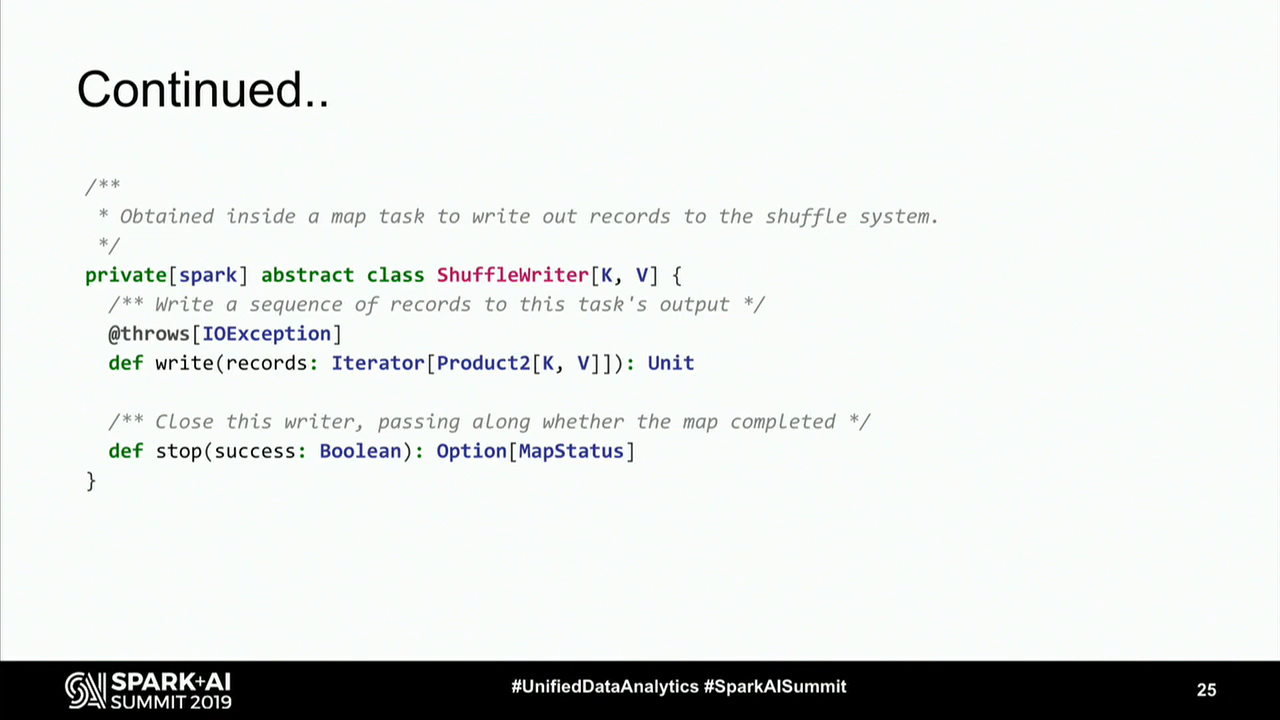 Continued..
/**
 * Obtained inside a map task to write out records to the shuffle system.
 */
private[spark] abstract class ShuffleWriter[K, V] {
  /** Write a sequence of records to this task's output */
  @throws[IOException]
  def write(records: Iterator[Product2[K, V]]): Unit
  /** Close this writer, passing along whether the map completed */
  def stop(success: Boolean): Option[MapStatus]
}
SPARK+AI
SUMMIT 2019
#UnifiedDataAnalytics #SparkAISummit
25